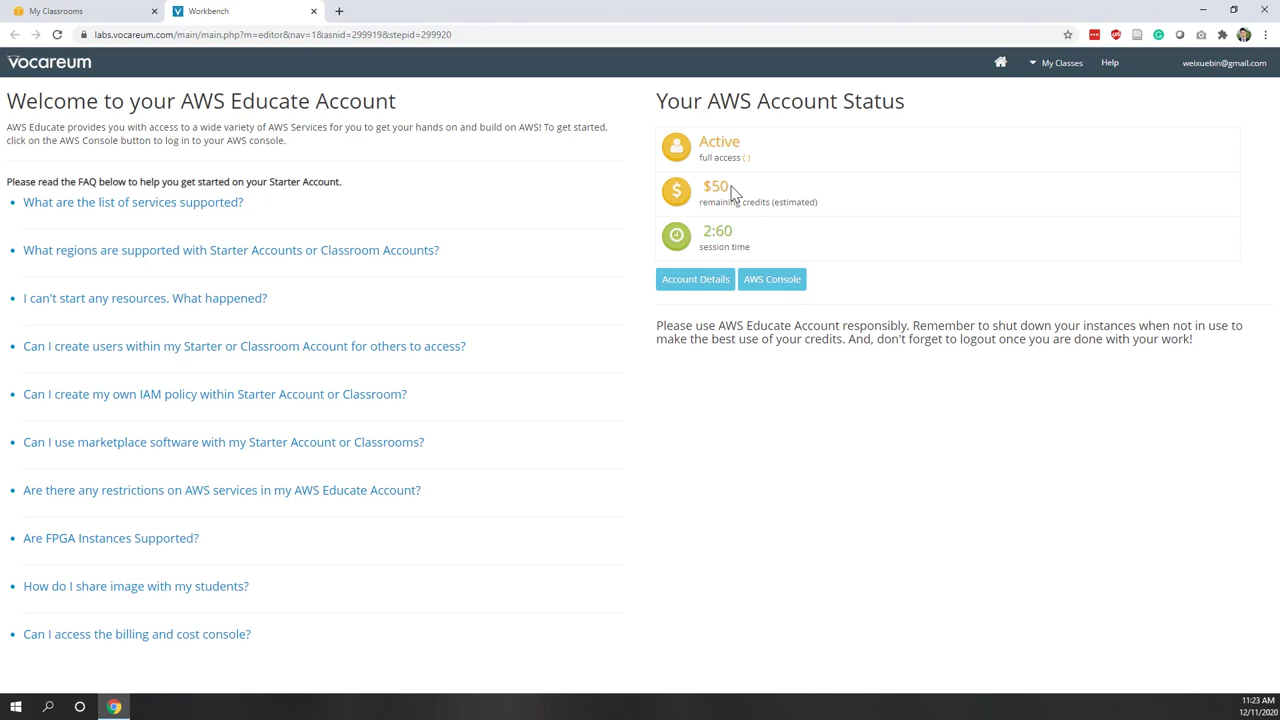 My Classrooms
Workbench
labs.vocareum.com/main/main.php?m=editor&nav=1&asnid=299919&stepid=299920
vocareum
My Classes
Help
weixuebin@gmail.com
Welcome to your AWS Educate Account
AWS Educate provides you with access to a wide variety of AWS Services for you to get your hands on and build on AWS! To get started,
click on the AWS Console button to log in to your AWS console.
Please read the FAQ below to help you get started on your Starter Account.
What are the list of services supported?
What regions are supported with Starter Accounts or Classroom Accounts?
I can't start any resources. What happened?
Can I create users within my Starter or Classroom Account for others to access?
Can I create my own IAM policy within Starter Account or Classroom?
Can I use marketplace software with my Starter Account or Classrooms?
Are there any restrictions on AWS services in my AWS Educate Account?
Are FPGA Instances Supported?
How do I share image with my students?
Can I access the billing and cost console?
Your AWS Account Status
Active
full access ( )
$50
remaining credits (estimated)
2:60
session time
Account Details
AWS Console
Please use AWS Educate Account responsibly. Remember to shut down your instances when not in use to
make the best use of your credits. And, don't forget to logout once you are done with your work!
11:23 AM
12/11/2020